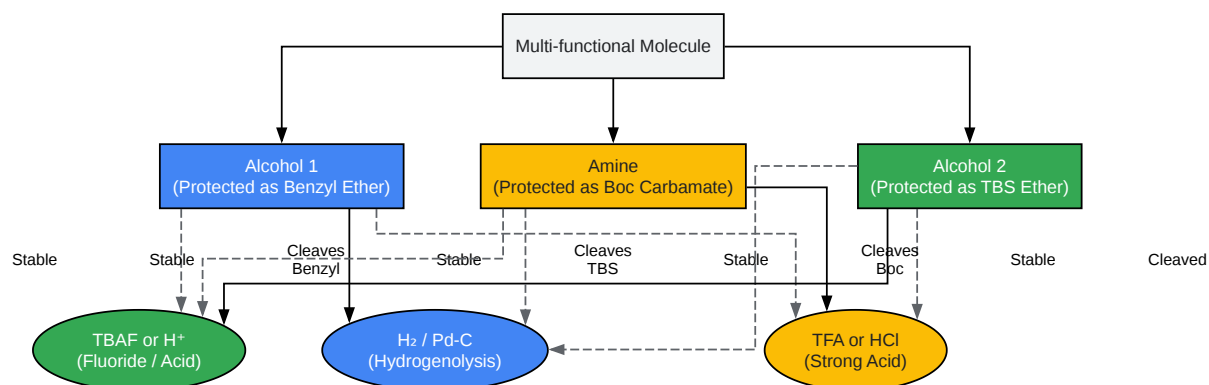 Multi-functional Molecule
Alcohol 1
(Protected as Benzyl Ether)
Amine
(Protected as Boc Carbamate)
Alcohol 2
(Protected as TBS Ether)
Stable
Stable
Cleaves
Benzyl
Stable
Cleaves
TBS
Stable
Cleaves
Boc
Stable
Cleaved
TBAF or H⁺
(Fluoride / Acid)
H₂ / Pd-C
(Hydrogenolysis)
TFA or HCl
(Strong Acid)